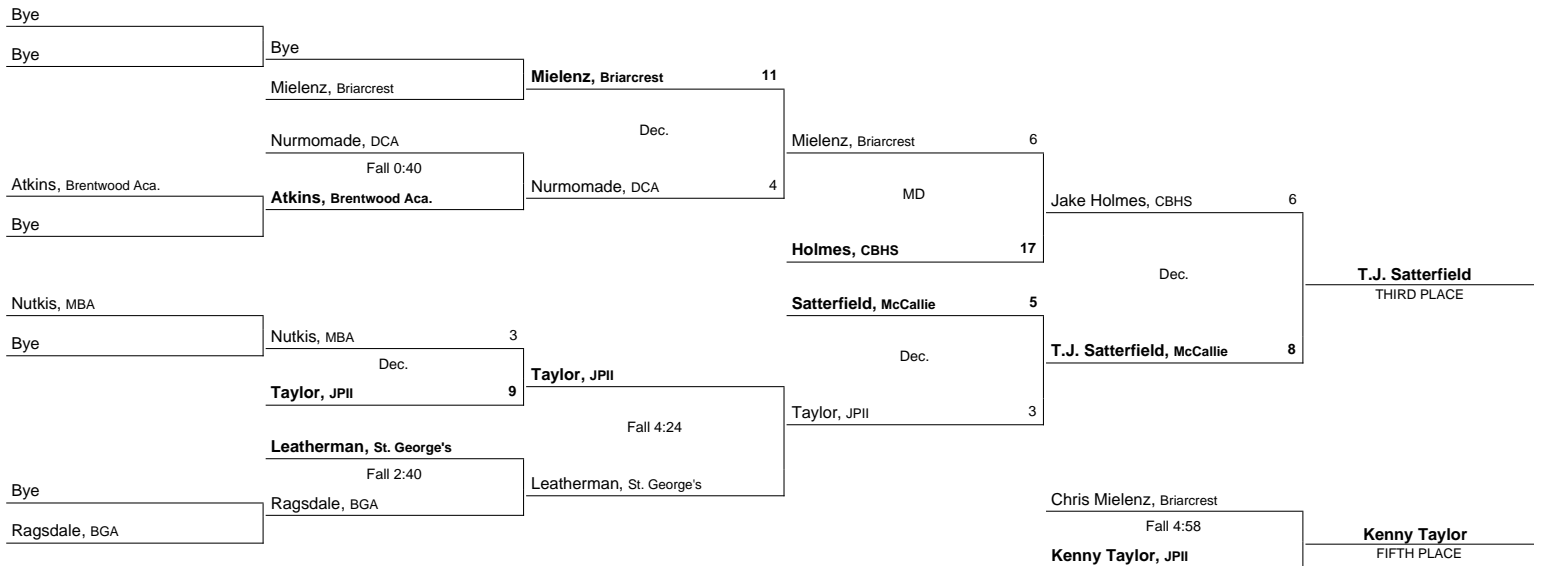 Bye
Bye
Atkins, Brentwood Aca.
Bye
Nutkis, MBA
Bye
Bye
Ragsdale, BGA
Bye
Mielenz, Briarcrest
Nurmomade, DCA
Fall 0:40
Atkins, Brentwood Aca.
Nutkis, MBA 3
Dec.
Taylor, JPII 9
Leatherman, St. George's
Fall 2:40
Ragsdale, BGA
Mielenz, Briarcrest 11
Dec.
Nurmomade, DCA 4
Taylor, JPII
Fall 4:24
Leatherman, St. George's
Mielenz, Briarcrest 6
MD
Holmes, CBHS 17
Satterfield, McCallie 5
Dec.
Taylor, JPII 3
Jake Holmes, CBHS 6
Dec.
T.J. Satterfield, McCallie 8
T.J. Satterfield
THIRD PLACE
Chris Mielenz, Briarcrest
Fall 4:58
Kenny Taylor, JPII
Kenny Taylor
FIFTH PLACE